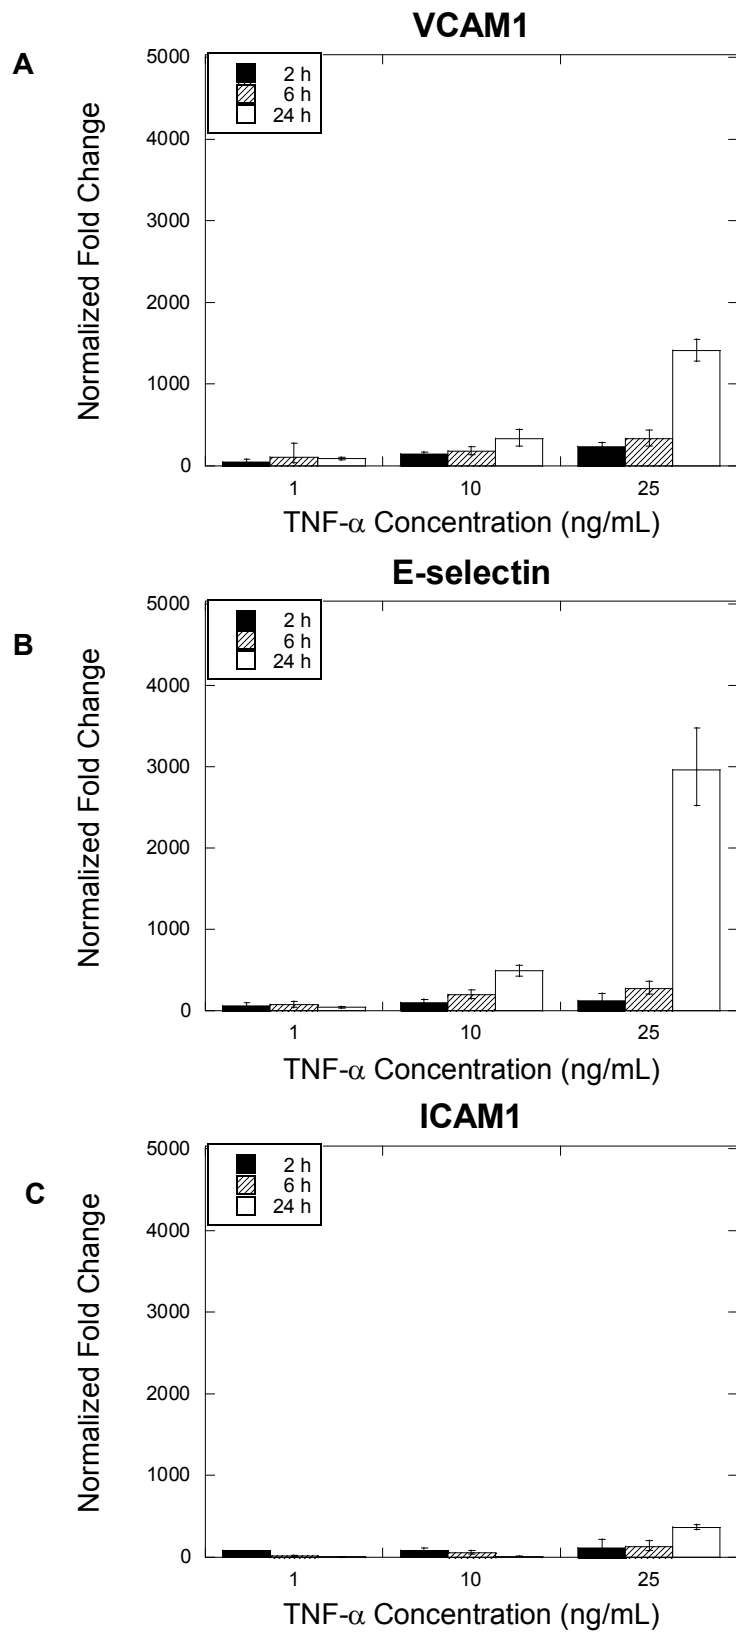 VCAM1
A
5000
4000
3000
2000
1000
0
Normalized Fold Change
2 h
6 h
24 h
1 10 25
TNF-α Concentration (ng/mL)
E-selectin
B
5000
4000
3000
2000
1000
0
Normalized Fold Change
2 h
6 h
24 h
1 10 25
TNF-α Concentration (ng/mL)
ICAM1
C
5000
4000
3000
2000
1000
0
Normalized Fold Change
2 h
6 h
24 h
1 10 25
TNF-α Concentration (ng/mL)